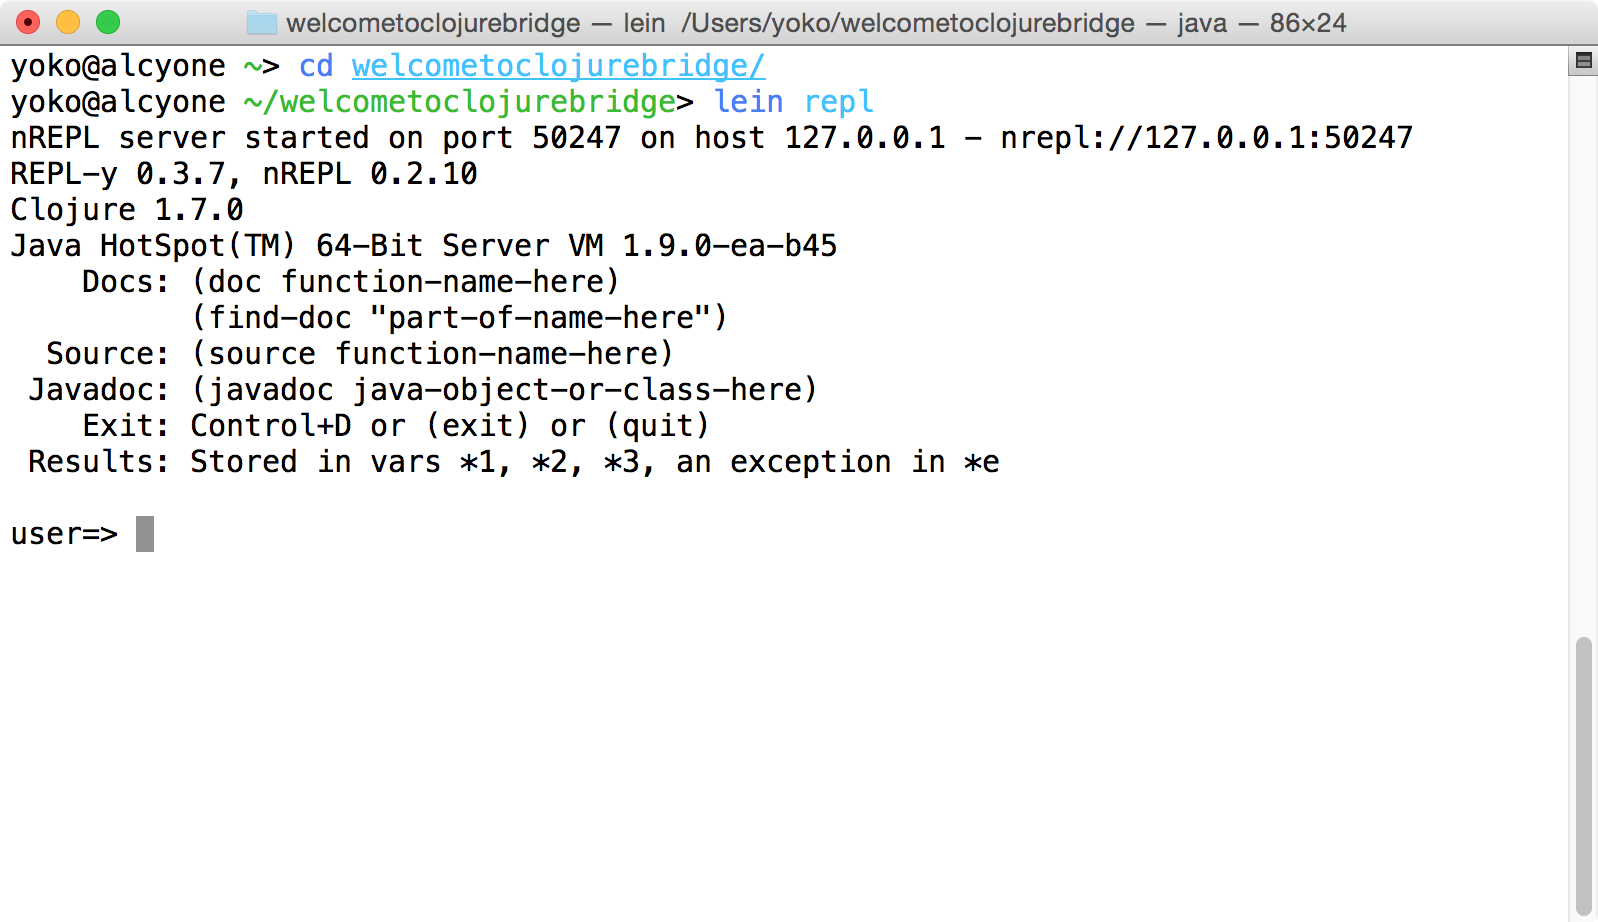 welcometoclojurebridge — lein /Users/yoko/welcometoclojurebridge — java — 86×24
yoko@alcyone ~> cd welcometoclojurebridge/
yoko@alcyone ~/welcometoclojurebridge> lein repl
nREPL server started on port 50247 on host 127.0.0.1 - nrepl://127.0.0.1:50247
REPL-y 0.3.7, nREPL 0.2.10
Clojure 1.7.0
Java HotSpot(TM) 64-Bit Server VM 1.9.0-ea-b45
    Docs: (doc function-name-here)
          (find-doc "part-of-name-here")
  Source: (source function-name-here)
 Javadoc: (javadoc java-object-or-class-here)
    Exit: Control+D or (exit) or (quit)
 Results: Stored in vars *1, *2, *3, an exception in *e
user=>